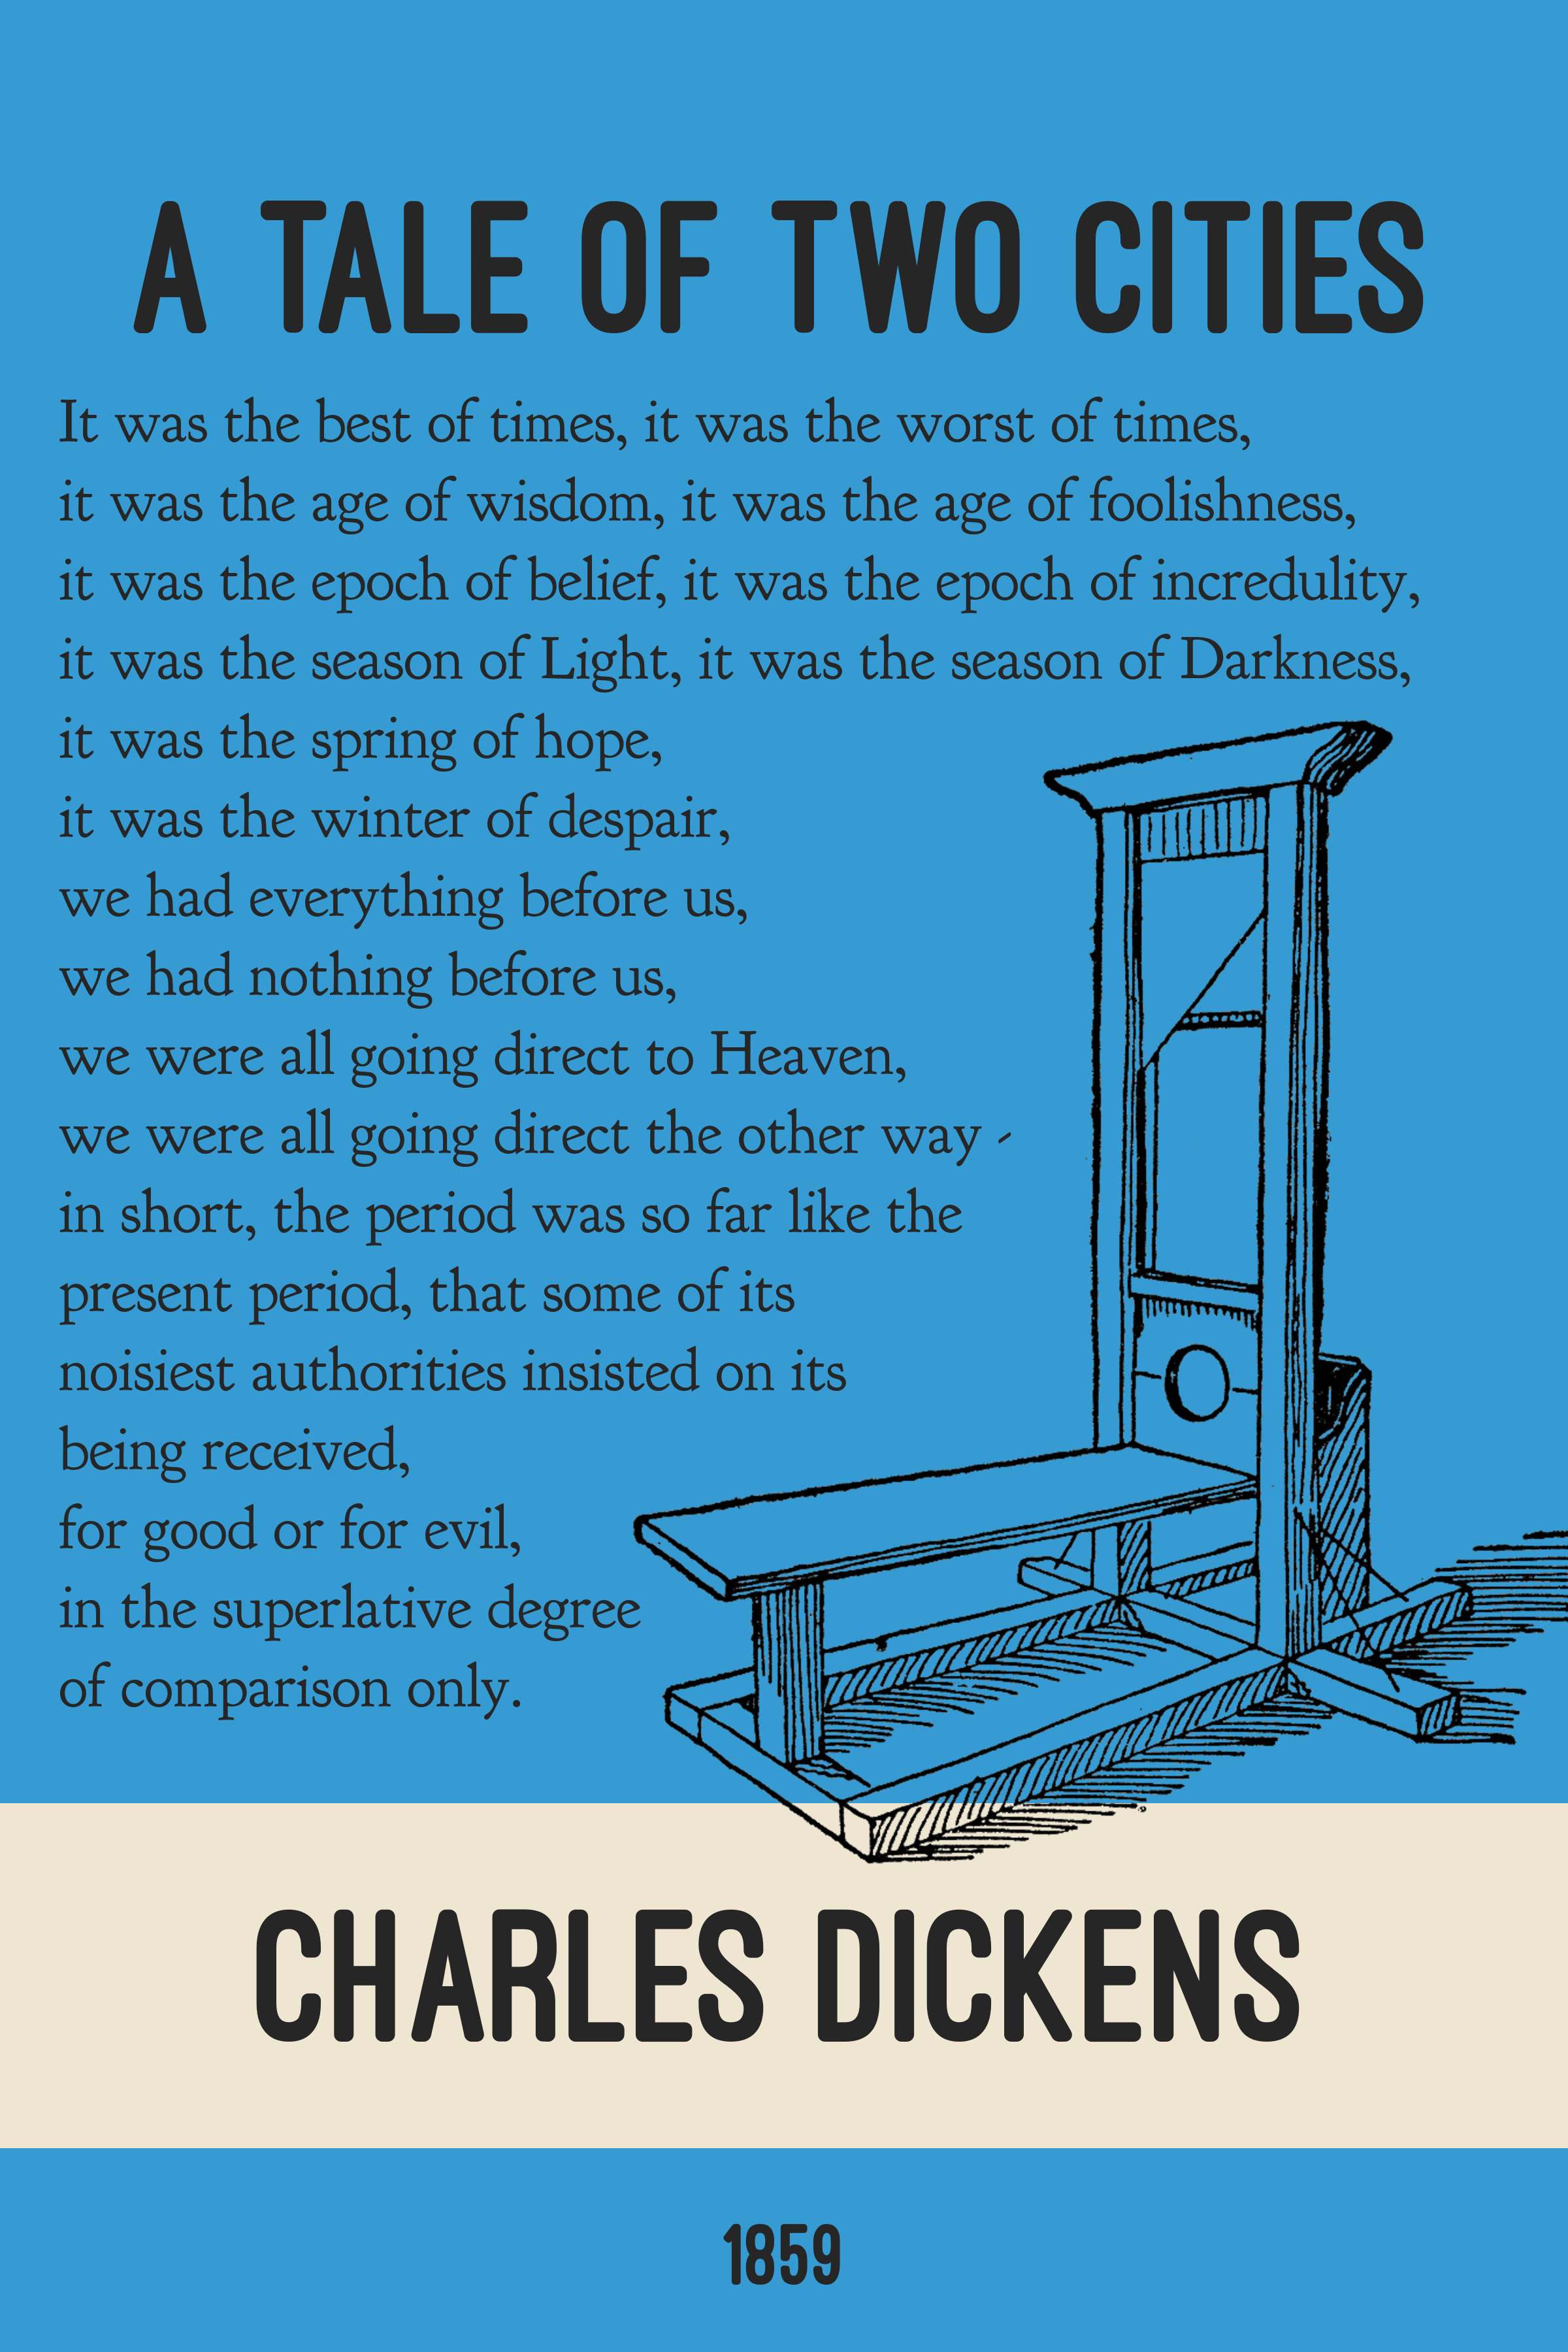 A TALE OF TWO CITIES
It was the best of times, it was the worst of times,
it was the age of wisdom, it was the age of foolishness,
it was the epoch of belief, it was the epoch of incredulity,
it was the season of Light, it was the season of Darkness,
it was the spring of hope,
it was the winter of despair,
we had everything before us,
we had nothing before us,
we were all going direct to Heaven,
we were all going direct the other way -
in short, the period was so far like the
present period, that some of its
noisiest authorities insisted on its
being received,
for good or for evil,
in the superlative degree
of comparison only.
CHARLES DICKENS
1859